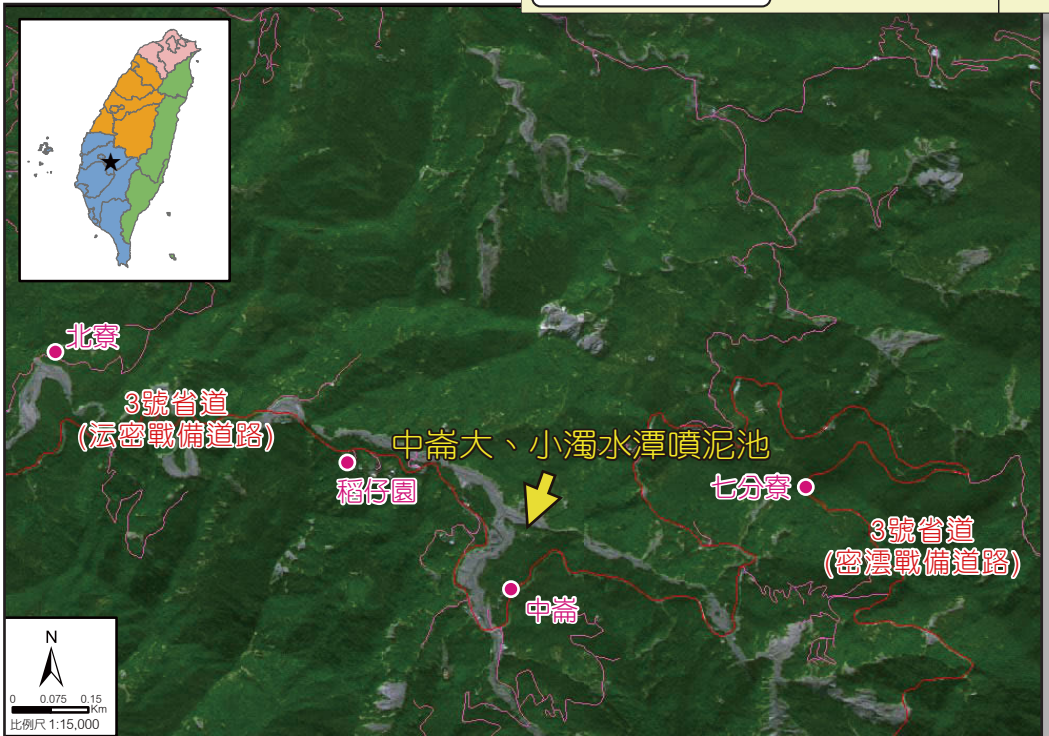 北寮
3號省道
(沄密戰備道路)
中崙大、小濁水潭噴泥池
稻仔園
七分寮
3號省道
(密澐戰備道路)
中崙
N
0 0.075 0.15
Km
比例尺 1:15,000